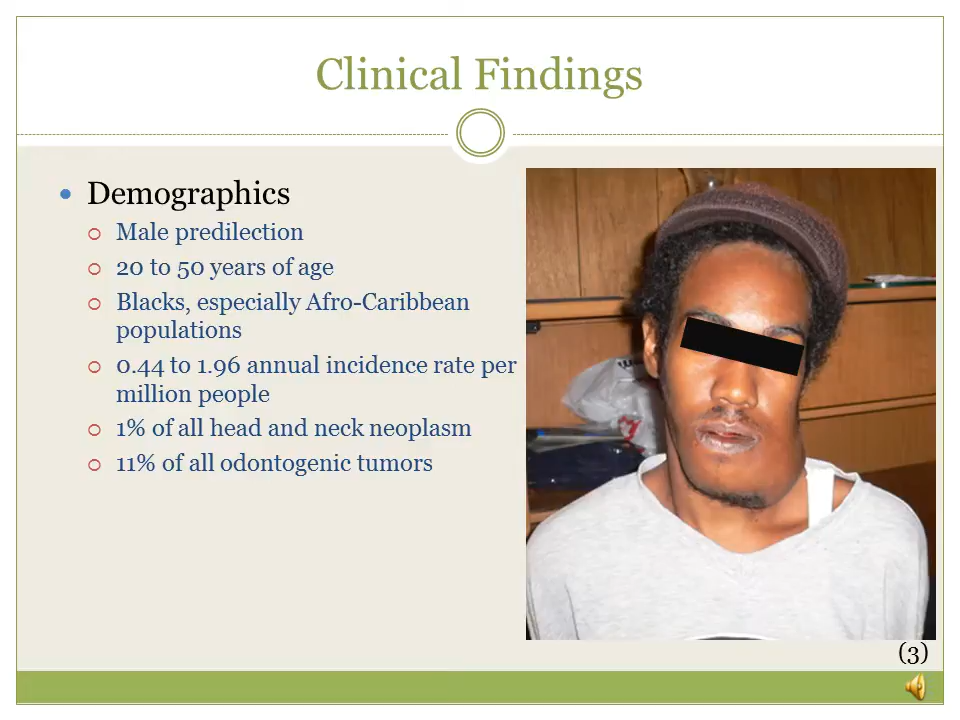 Clinical Findings
Demographics
Male predilection
20 to 50 years of age
Blacks, especially Afro-Caribbean
populations
0.44 to 1.96 annual incidence rate per
million people
1% of all head and neck neoplasm
11% of all odontogenic tumors
(3)